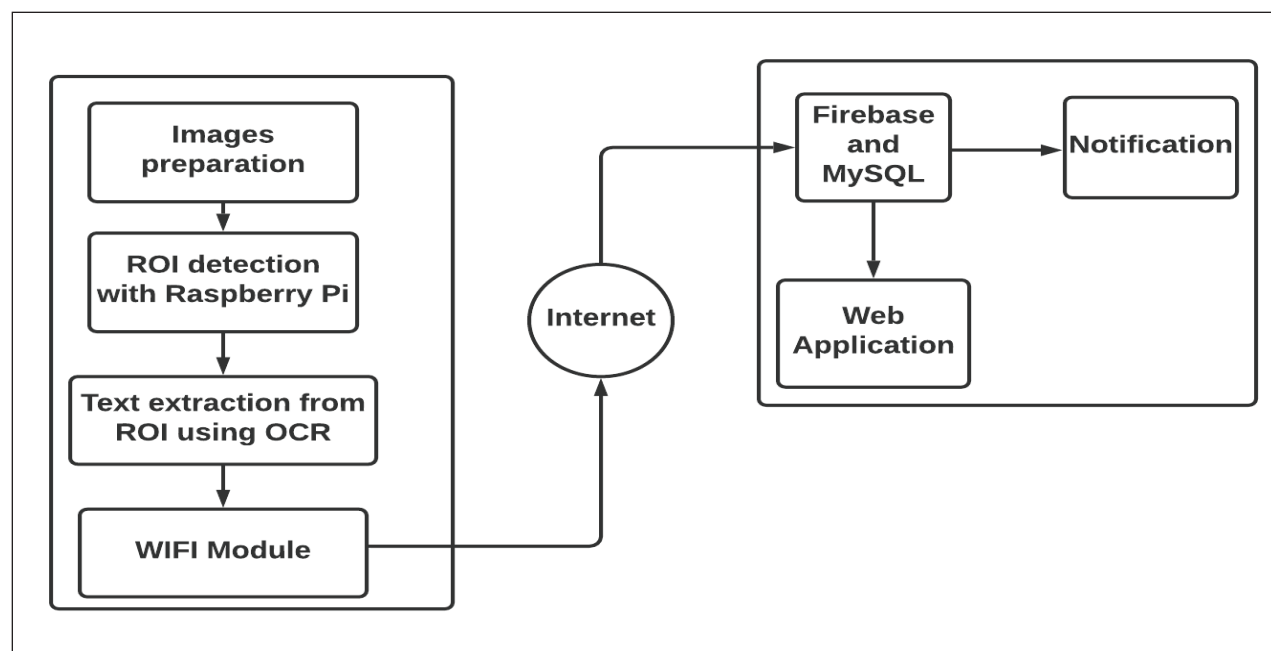 Images
preparation
ROI detection
with Raspberry Pi
Text extraction from
ROI using OCR
WIFI Module
Internet
Firebase
and
MySQL
Notification
Web
Application